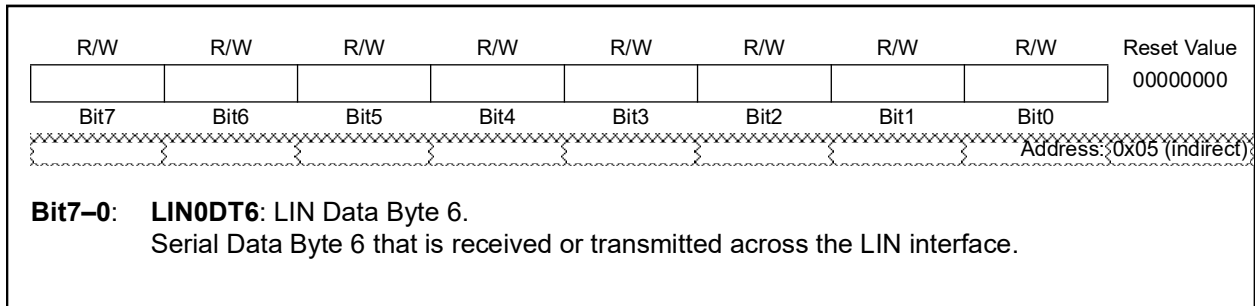 R/W R/W R/W R/W R/W R/W R/W R/W Reset Value
00000000
Bit7 Bit6 Bit5 Bit4 Bit3 Bit2 Bit1 Bit0
Address: 0x05 (indirect)
Bit7–0: LIN0DT6: LIN Data Byte 6.
Serial Data Byte 6 that is received or transmitted across the LIN interface.